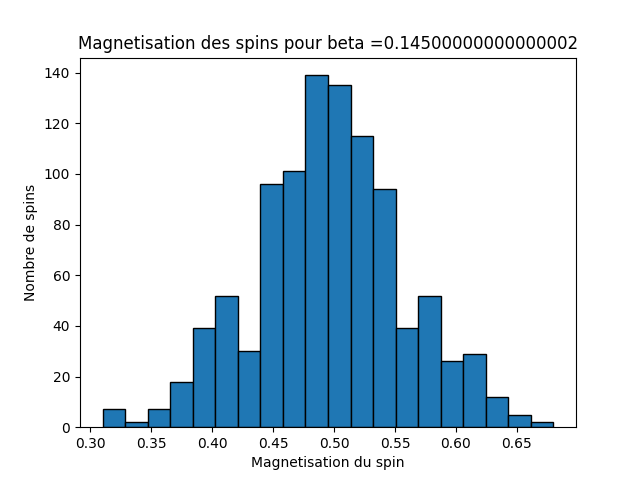 Magnetisation des spins pour beta =0.14500000000000002
140
120
100
80
60
40
20
0
Nombre de spins
0.30 0.35 0.40 0.45 0.50 0.55 0.60 0.65
Magnetisation du spin